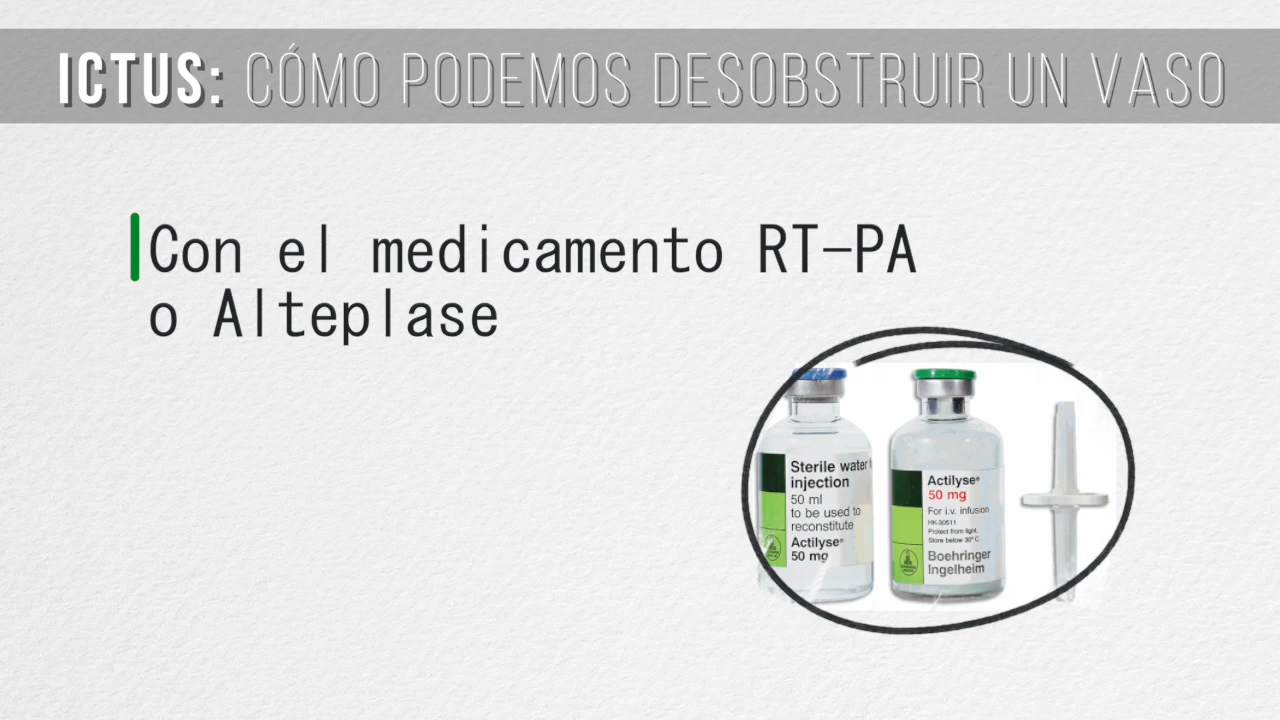 ICTUS: CÓMO PODEMOS DESOBSTRUIR UN VASO
Con el medicamento RT-PA
o Alteplase
Sterile water
injection
50 ml
to be used to
reconstitute
Actilyse®
50 mg
Actilyse®
50 mg
For i.v. infusion
HK-30511
Protect from light.
Store below 30°C
Boehringer
Ingelheim